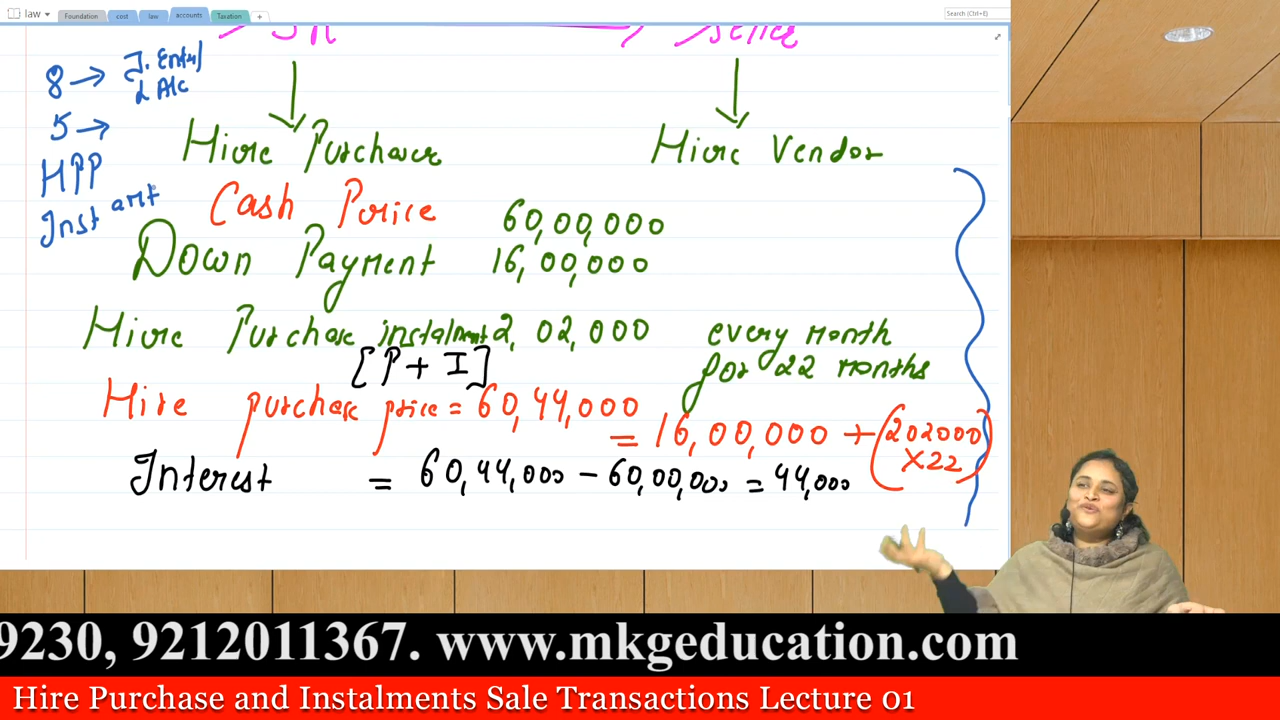 law
Foundation cost law accounts Taxation +
Search (Ctrl+E)
Seller
8 → J. Entry
& A/c
5 →
HPP
Inst amt
Hire Purchaser Hire Vendor
Cash Price 60,00,000
Down Payment 16,00,000
Hire Purchase instalment 2,02,000 every month
for 22 months
[P + I]
Hire purchase price = 60,44,000
= 16,00,000 + (202000
X22)
Interest = 60,44,000 - 60,00,000 = 44,000
9230, 9212011367. www.mkgeducation.com
Hire Purchase and Instalments Sale Transactions Lecture 01